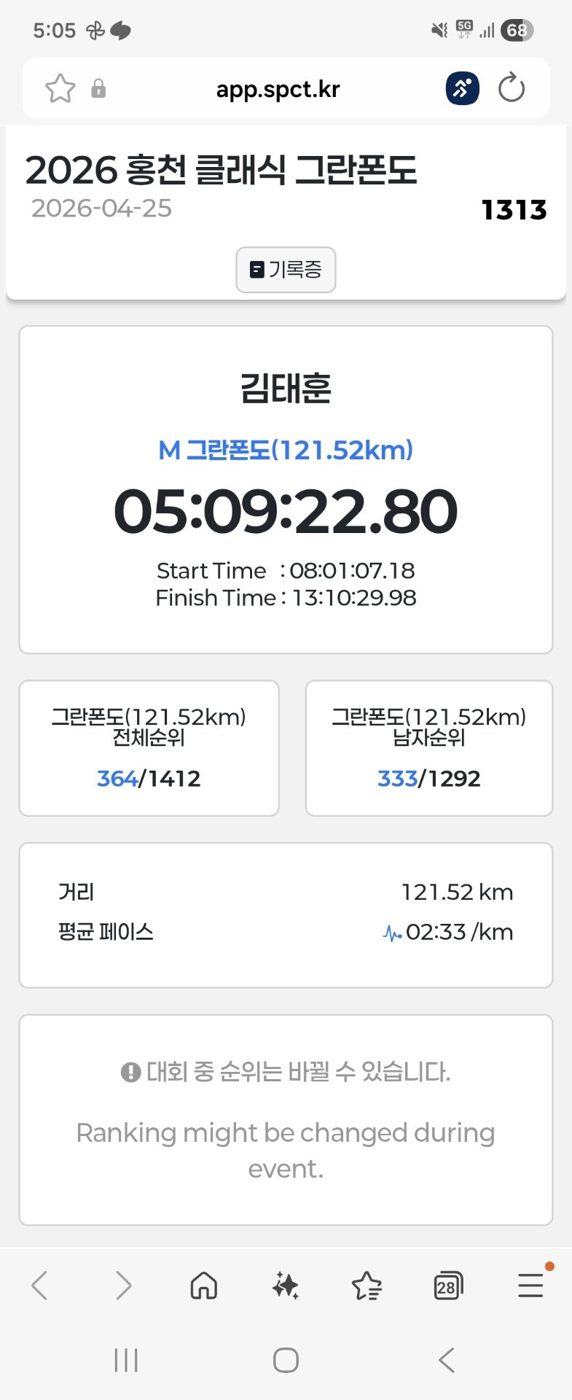 5:05
5G
68
app.spct.kr
2026 홍천 클래식 그란폰도
2026-04-25
1313
기록증
김태훈
M 그란폰도(121.52km)
05:09:22.80
Start Time : 08:01:07.18
Finish Time : 13:10:29.98
그란폰도(121.52km)
전체순위
364/1412
그란폰도(121.52km)
남자순위
333/1292
거리 121.52 km
평균 페이스 02:33 /km
대회 중 순위는 바뀔 수 있습니다.
Ranking might be changed during
event.
28